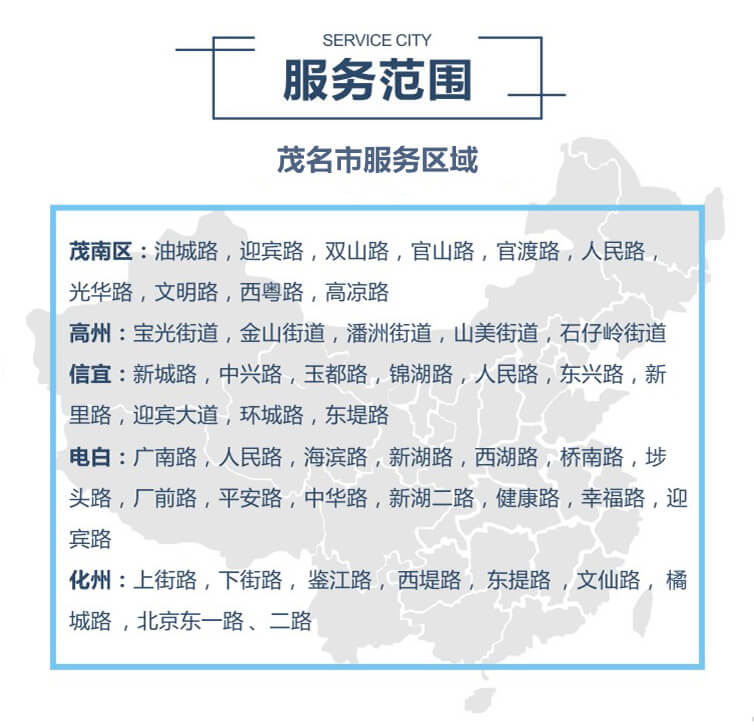 SERVICE CITY
服务范围
茂名市服务区域
茂南区：油城路，迎宾路，双山路，官山路，官渡路，人民路，
光华路，文明路，西粤路，高凉路
高州：宝光街道，金山街道，潘洲街道，山美街道，石仔岭街道
信宜：新城路，中兴路，玉都路，锦湖路，人民路，东兴路，新
里路，迎宾大道，环城路，东堤路
电白：广南路，人民路，海滨路，新湖路，西湖路，桥南路，埗
头路，厂前路，平安路，中华路，新湖二路，健康路，幸福路，迎
宾路
化州：上街路，下街路， 鉴江路， 西堤路， 东提路 ，文仙路， 橘
城路 ，北京东一路 、二路